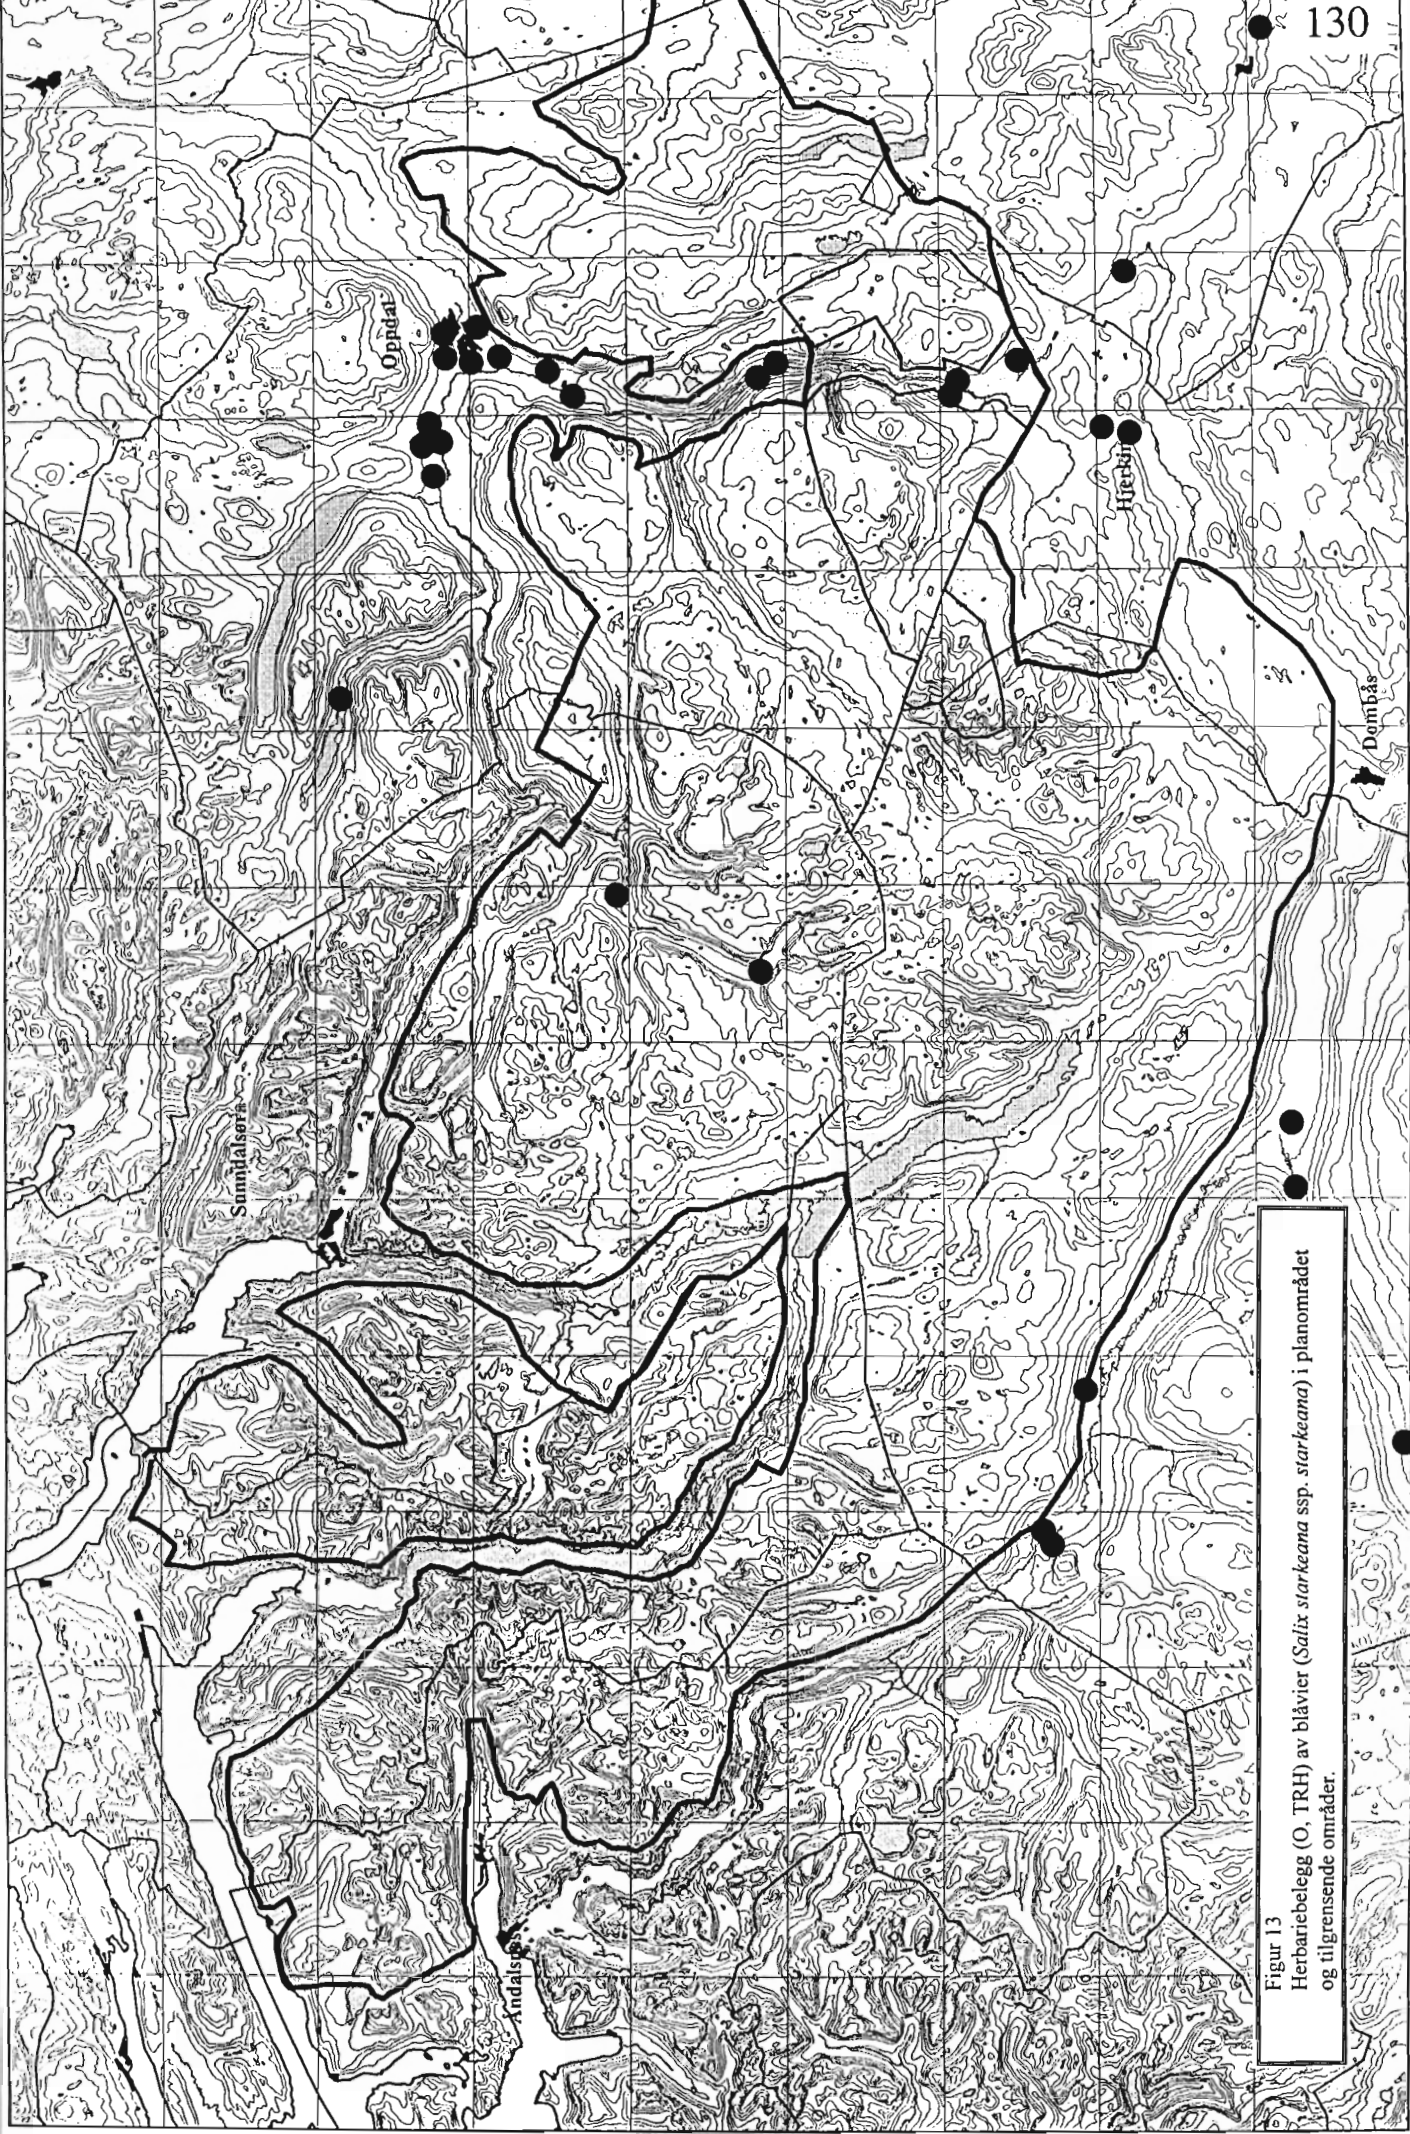 130
Oppdal
Sunndalsøra
Hjerkinn
Dombås
Åndalsnes
Figur 13
Herbariebelegg (O, TRH) av blåvier (Salix starkeana ssp. starkeana) i planområdet
og tilgrensende områder.